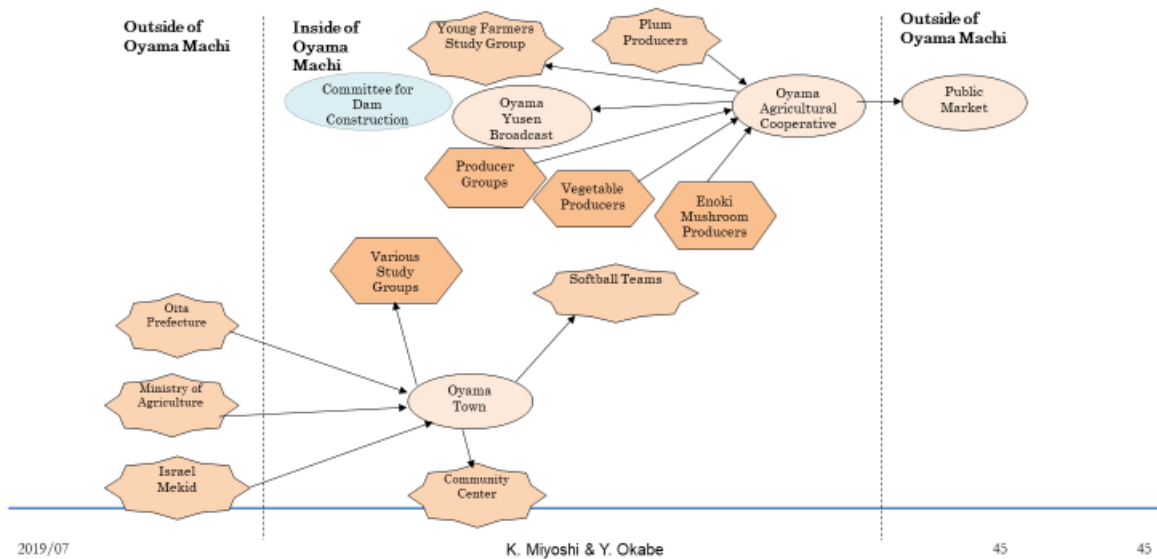 Outside of
Oyama Machi
Inside of
Oyama
Machi
Outside of
Oyama Machi
Young Farmers
Study Group
Plum
Producers
Committee for
Dam
Construction
Oyama
Yusen
Broadcast
Oyama
Agricultural
Cooperative
Public
Market
Producer
Groups
Vegetable
Producers
Enoki
Mushroom
Producers
Various
Study
Groups
Softball Teams
Oita
Prefecture
Ministry of
Agriculture
Oyama
Town
Israel
Mekid
Community
Center
2019/07
K. Miyoshi & Y. Okabe
45
45